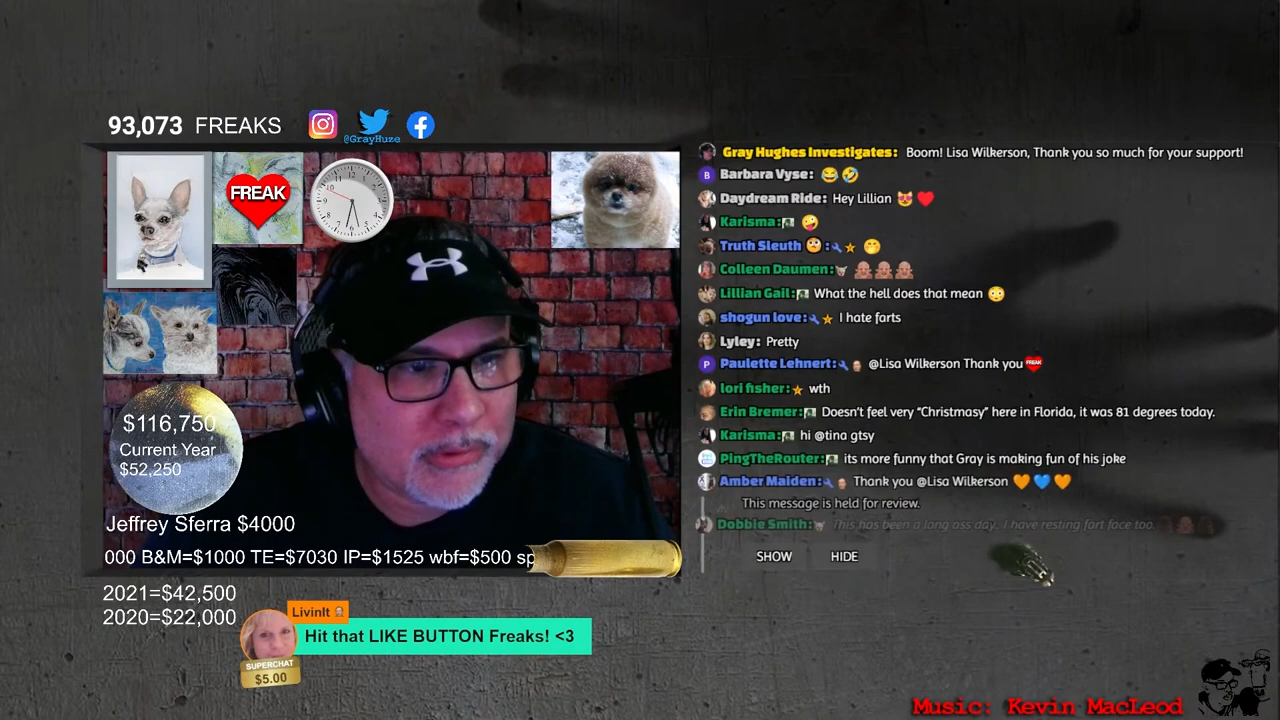 93,073 FREAKS
@GrayHuze
FREAK
$116,750
Current Year
$52,250
Jeffrey Sferra $4000
000 B&M=$1000 TE=$7030 IP=$1525 wbf=$500 sp
2021=$42,500
2020=$22,000
LivinIt
Hit that LIKE BUTTON Freaks! <3
SUPERCHAT
$5.00
Gray Hughes Investigates: Boom! Lisa Wilkerson, Thank you so much for your support!
B Barbara Vyse: 😂 🤣
Daydream Ride: Hey Lillian 😻 ❤️
Karisma: 🤪
Truth Sleuth 😳 : 🤭
Colleen Daumen:
Lillian Gail: What the hell does that mean 😳
shogun love: I hate farts
Lyley: Pretty
P Paulette Lehnert: @Lisa Wilkerson Thank you FREAK
lori fisher: wth
Erin Bremer: Doesn't feel very “Christmasy” here in Florida, it was 81 degrees today.
Karisma: hi @tina gtsy
PingTheRouter: its more funny that Gray is making fun of his joke
Amber Maiden: Thank you @Lisa Wilkerson 🧡 💙 🧡
This message is held for review.
Dobbie Smith: This has been a long ass day. I have resting fart face too.
SHOW HIDE
Music: Kevin MacLeod